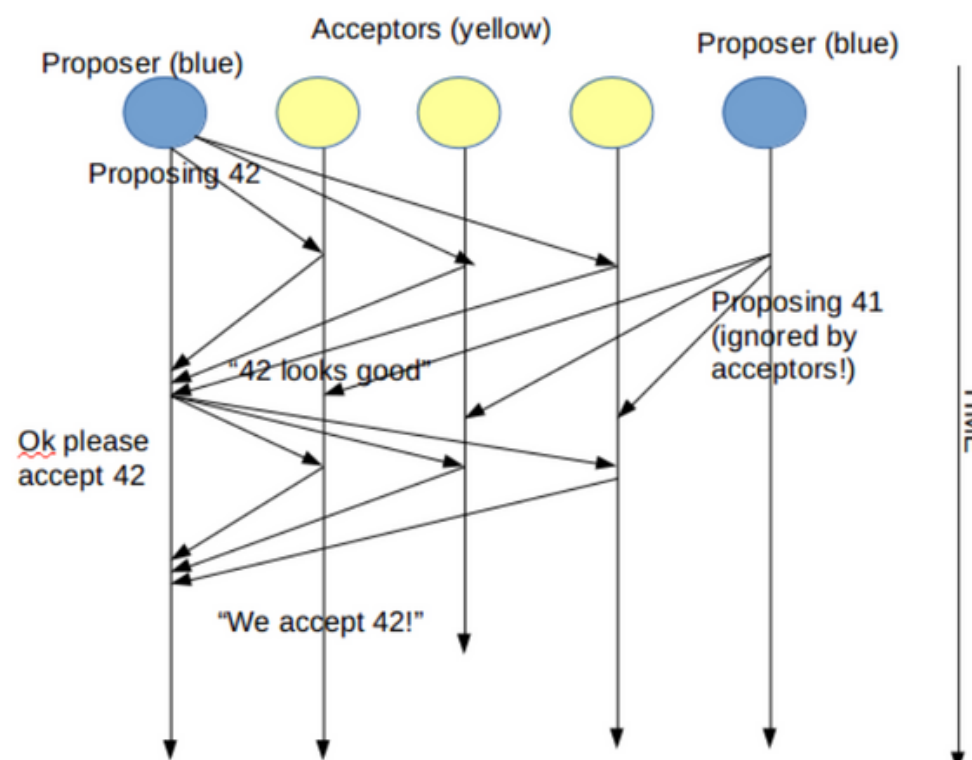 Acceptors (yellow)
Proposer (blue)
Proposer (blue)
Proposing 42
Proposing 41
(ignored by
acceptors!)
“42 looks good”
Ok please
accept 42
“We accept 42!”